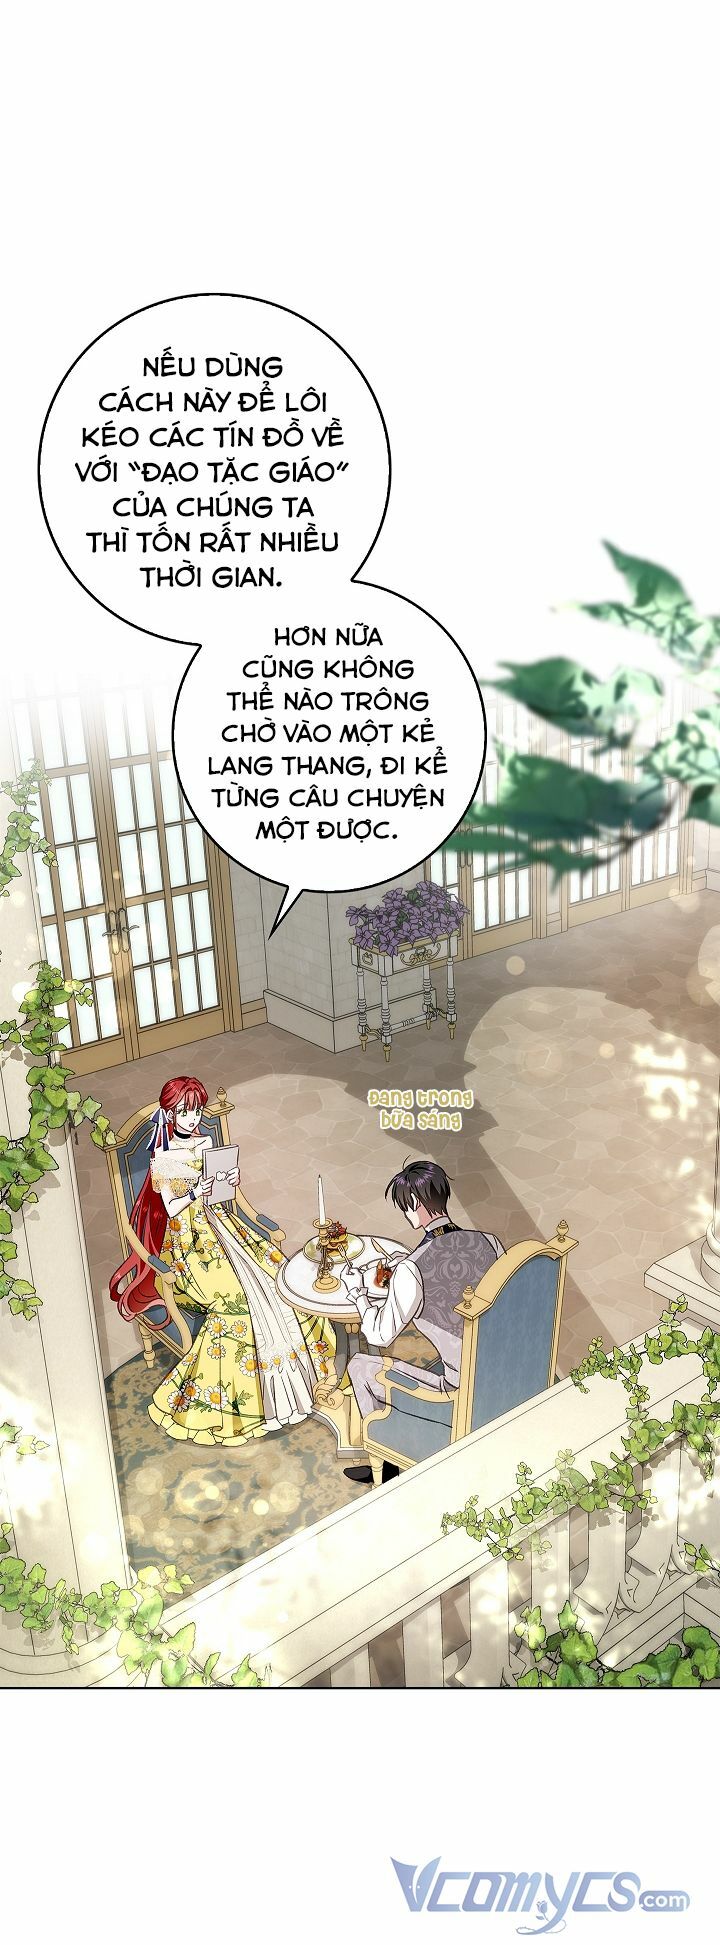 NẾU DÙNG
CÁCH NÀY ĐỂ LÔI
KÉO CÁC TÍN ĐỒ VỀ
VỚI “ĐẠO TẶC GIÁO”
CỦA CHÚNG TA
THÌ TỐN RẤT NHIỀU
THỜI GIAN.
HƠN NỮA
CŨNG KHÔNG
THỂ NÀO TRÔNG
CHỜ VÀO MỘT KẺ
LANG THANG, ĐI KỂ
TỪNG CÂU CHUYỆN
MỘT ĐƯỢC.
Đang trong
bữa sáng
VCOMYCS.com